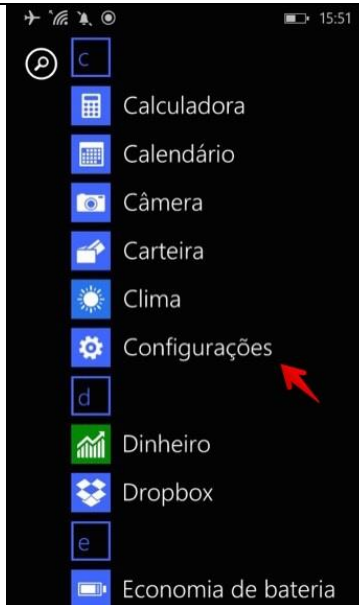 15:51
c
Calculadora
Calendário
Câmera
Carteira
Clima
Configurações
d
Dinheiro
Dropbox
e
Economia de bateria